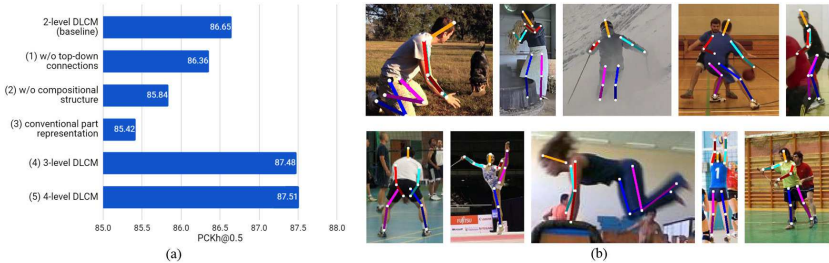 2-level DLCM
(baseline)
86.65
(1) w/o top-down
connections
86.36
(2) w/o compositional
structure
85.84
(3) conventional part
representation
85.42
(4) 3-level DLCM
87.48
(5) 4-level DLCM
87.51
85.0 85.5 86.0 86.5 87.0 87.5 88.0
PCKh@0.5
(a)
FUJITSU
1
(b)